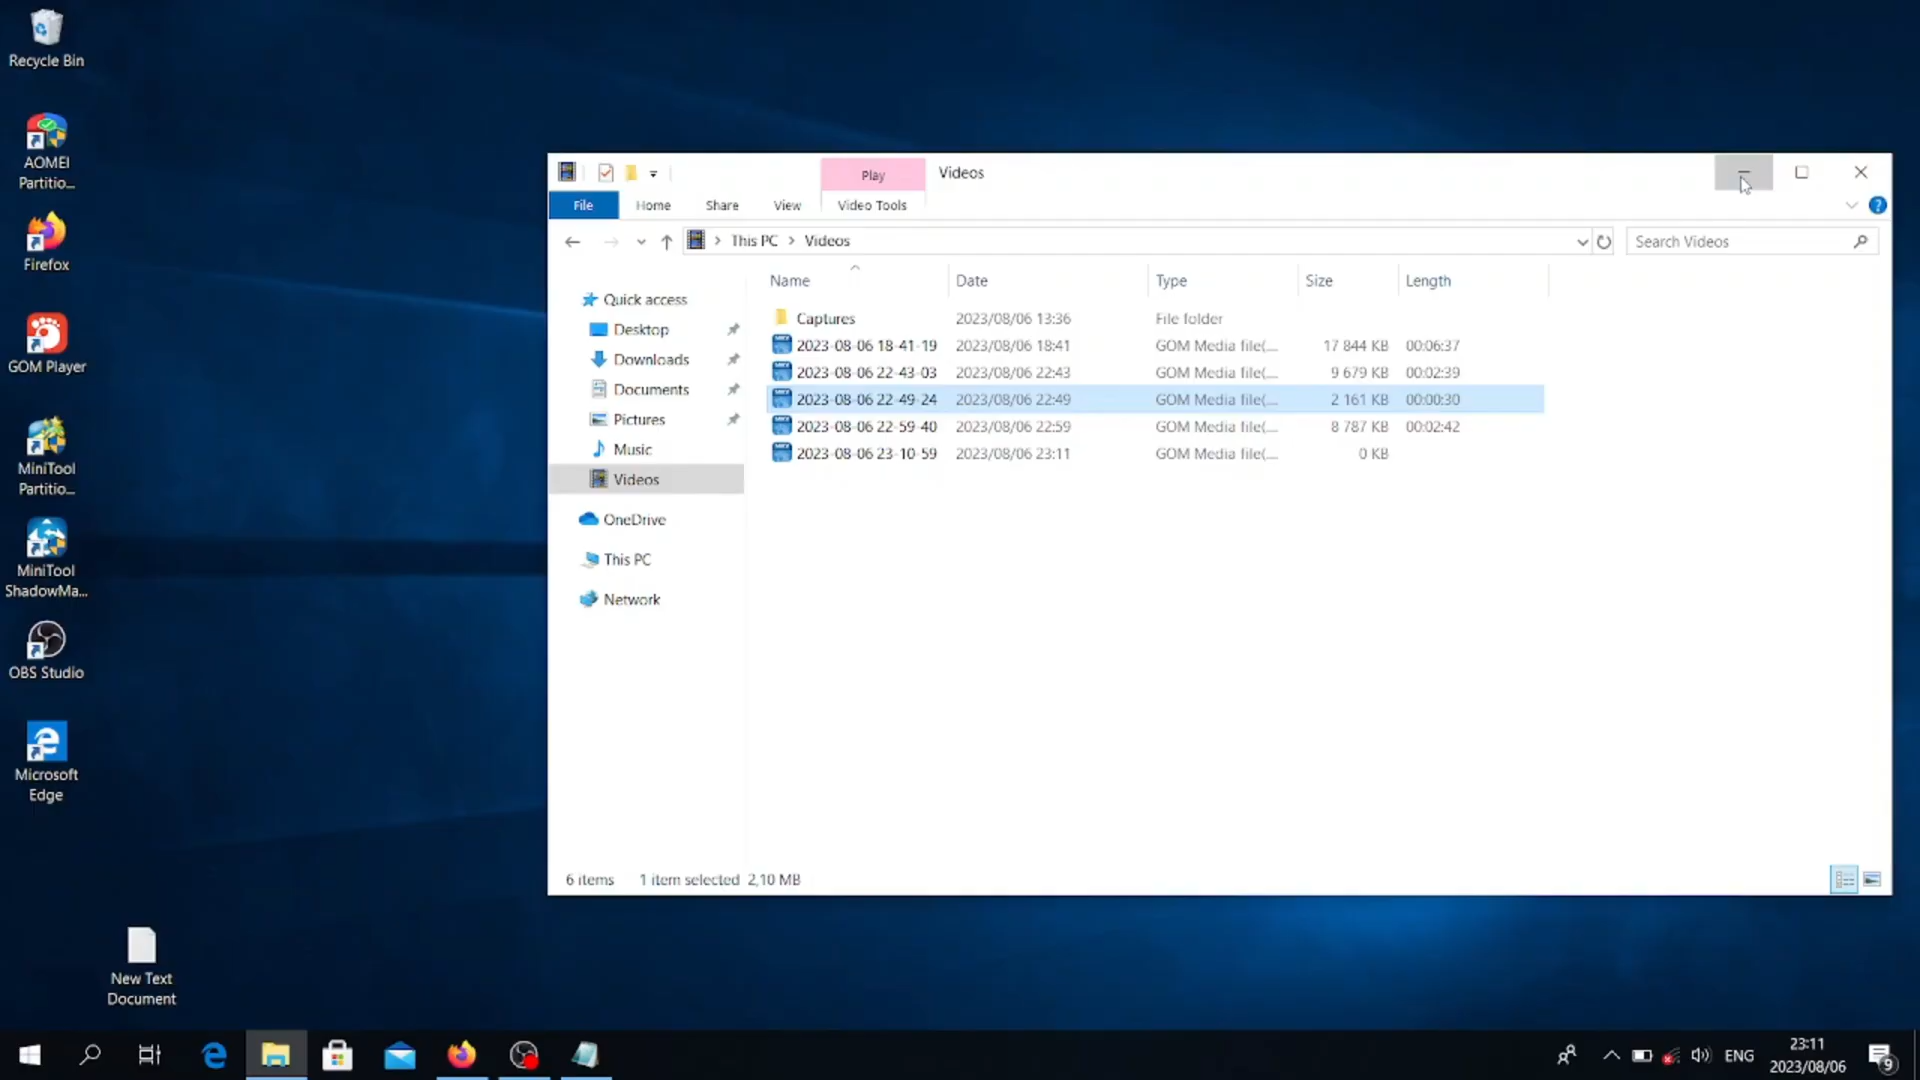 Recycle Bin
AOMEI
Partitio...
Firefox
GOM Player
MiniTool
Partitio...
MiniTool
ShadowMa...
OBS Studio
Microsoft
Edge
New Text
Document
Play
Videos
File
Home
Share
View
Video Tools
This PC
Videos
Search Videos
Name
Date
Type
Size
Length
Quick access
Desktop
Downloads
Documents
Pictures
Music
Videos
OneDrive
This PC
Network
Captures 2023/08/06 13:36 File folder
2023-08-06 18-41-19 2023/08/06 18:41 GOM Media file(... 17 844 KB 00:06:37
2023-08-06 22-43-03 2023/08/06 22:43 GOM Media file(... 9 679 KB 00:02:39
2023-08-06 22-49-24 2023/08/06 22:49 GOM Media file(... 2 161 KB 00:00:30
2023-08-06 22-59-40 2023/08/06 22:59 GOM Media file(... 8 787 KB 00:02:42
2023-08-06 23-10-59 2023/08/06 23:11 GOM Media file(... 0 KB
6 items 1 item selected 2,10 MB
ENG
23:11
2023/08/06
9